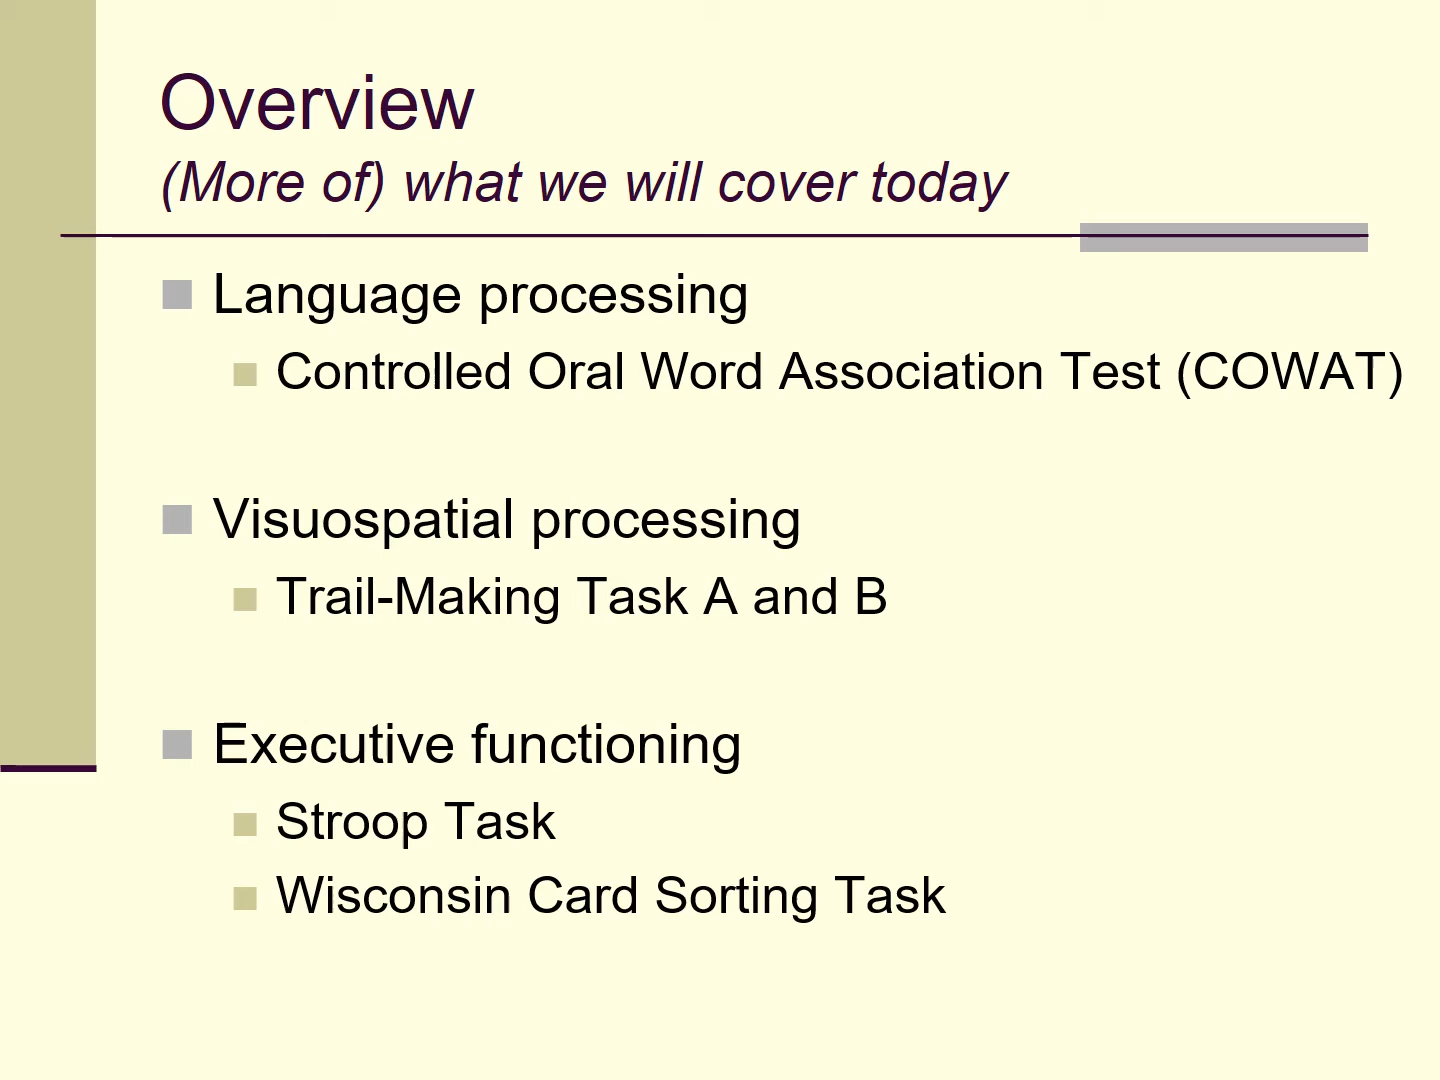 Overview
(More of) what we will cover today
Language processing
Controlled Oral Word Association Test (COWAT)
Visuospatial processing
Trail-Making Task A and B
Executive functioning
Stroop Task
Wisconsin Card Sorting Task